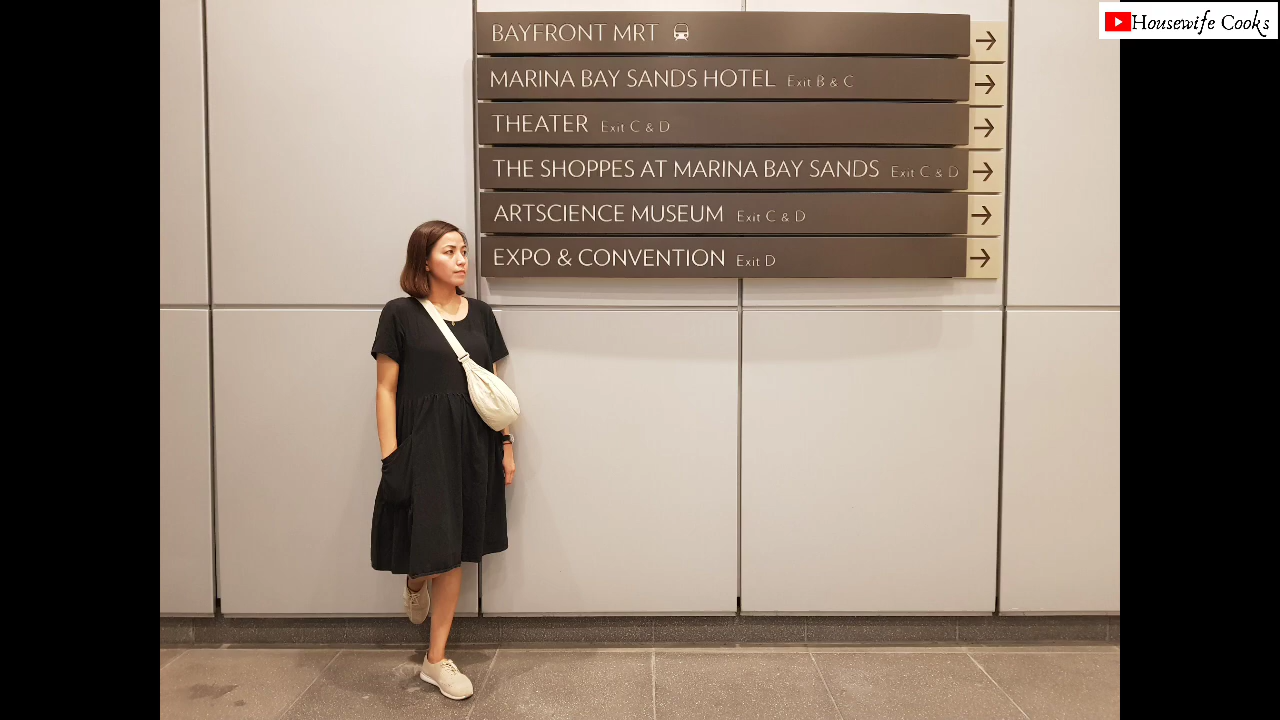 Housewife Cooks
BAYFRONT MRT
MARINA BAY SANDS HOTEL Exit B & C
THEATER Exit C & D
THE SHOPPES AT MARINA BAY SANDS Exit C & D
ARTSCIENCE MUSEUM Exit C & D
EXPO & CONVENTION Exit D